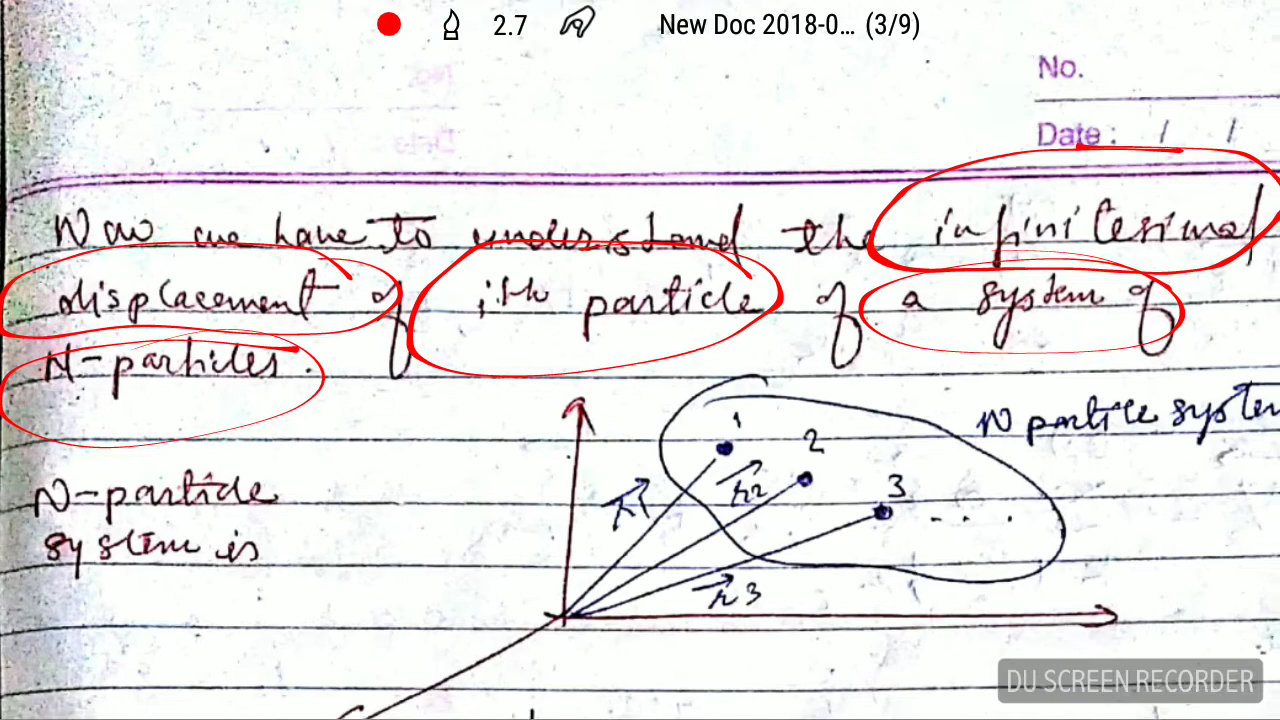 2.7 New Doc 2018-0... (3/9)
No.
Date : / /
Now we have to understand the infinitesimal
displacement of ith particle of a system of
N-particles.
N particle system
1
2
3
r1
r2
r3
N-particle
system is
DU SCREEN RECORDER